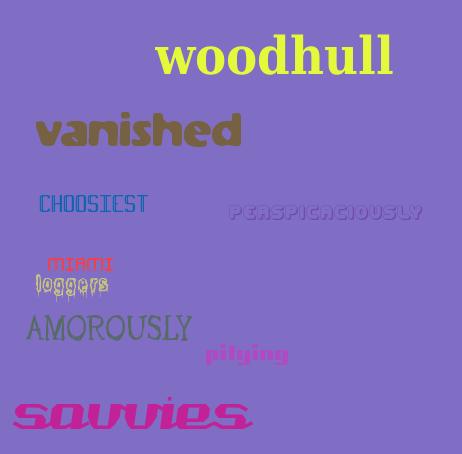 woodhull
vanished
CHOOSIEST
PERSPICACIOUSLY
MIAMI
loggers
AMOROUSLY
pitying
savvies